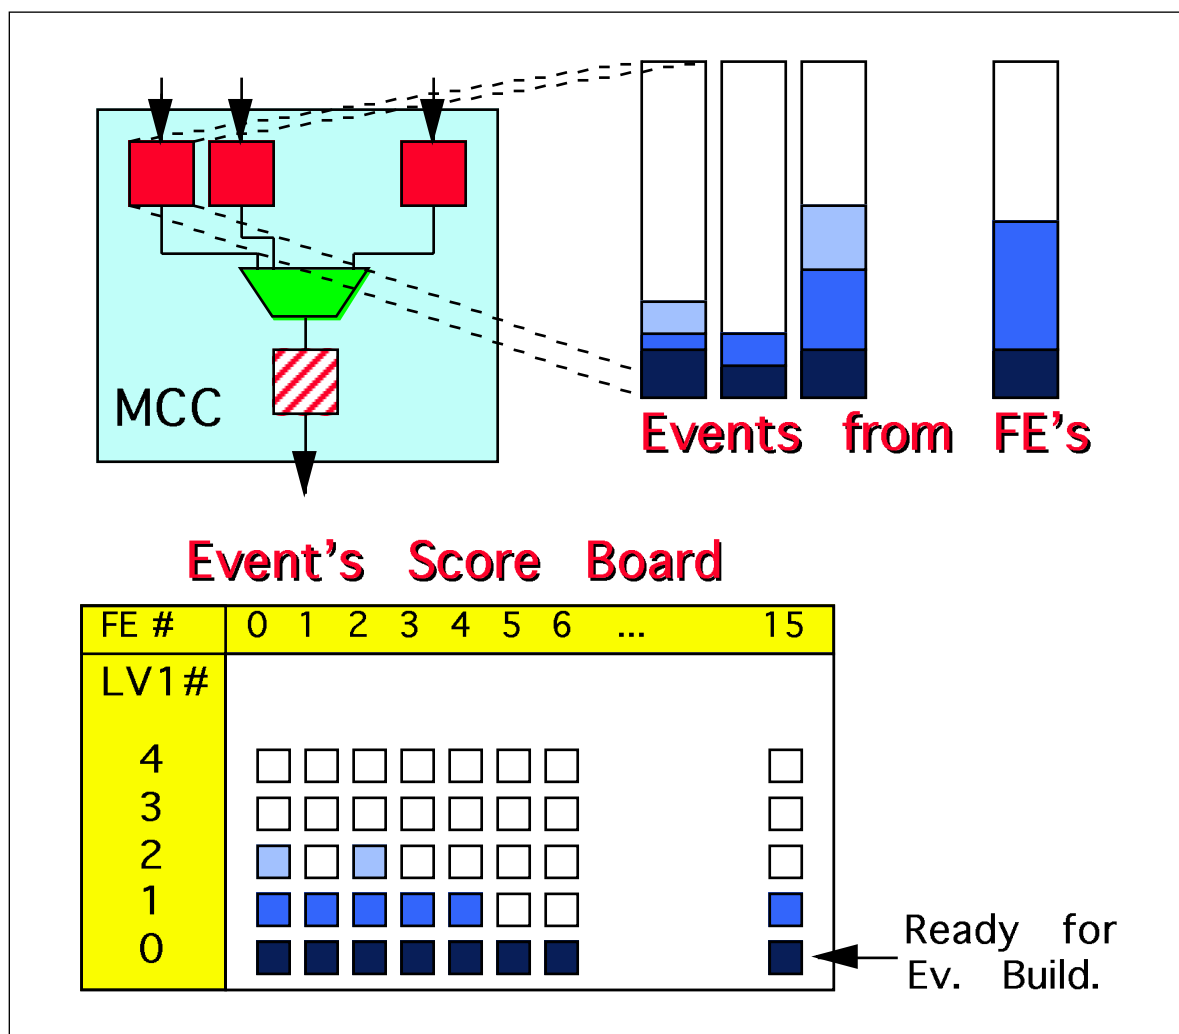 MCC
Events from FE's
Event's Score Board
FE # 0 1 2 3 4 5 6 ... 15
LV1#
4
3
2
1
0
Ready for
Ev. Build.